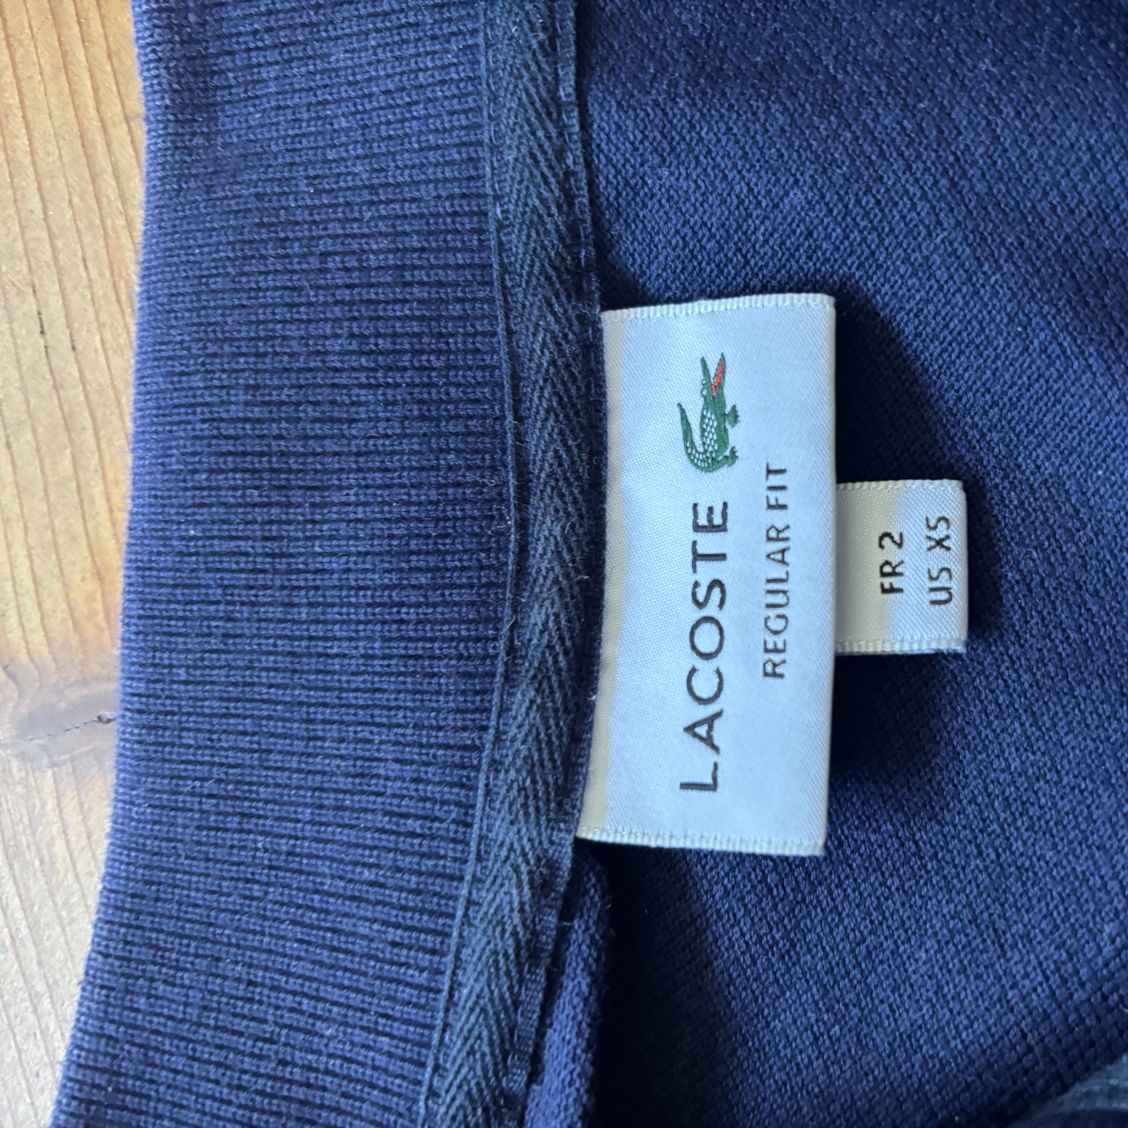 LACOSTE
REGULAR FIT
FR 2
US XS